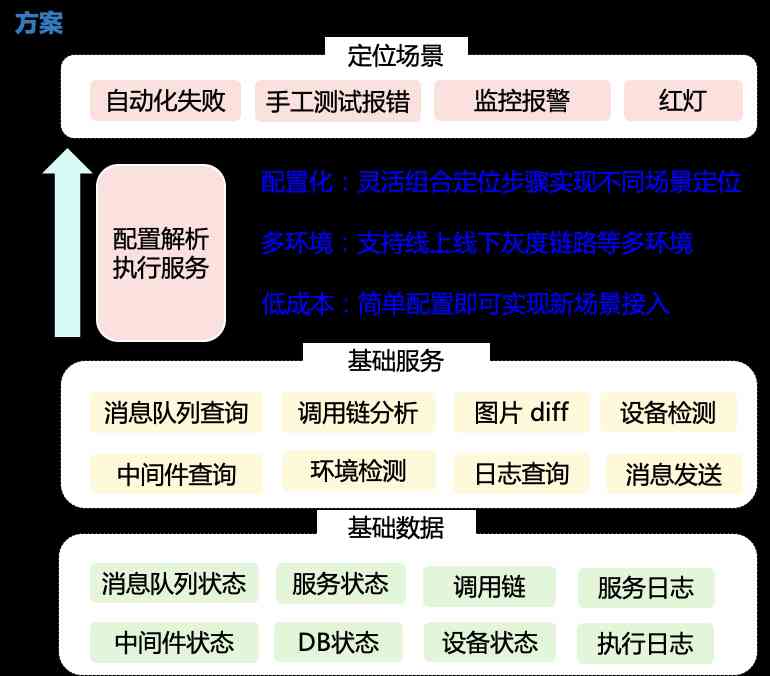 方案
定位场景
自动化失败 手工测试报错 监控报警 红灯
配置化：灵活组合定位步骤实现不同场景定位
配置解析
执行服务
多环境：支持线上线下灰度链路等多环境
低成本：简单配置即可实现新场景接入
基础服务
消息队列查询 调用链分析 图片 diff 设备检测
中间件查询 环境检测 日志查询 消息发送
基础数据
消息队列状态 服务状态 调用链 服务日志
中间件状态 DB状态 设备状态 执行日志